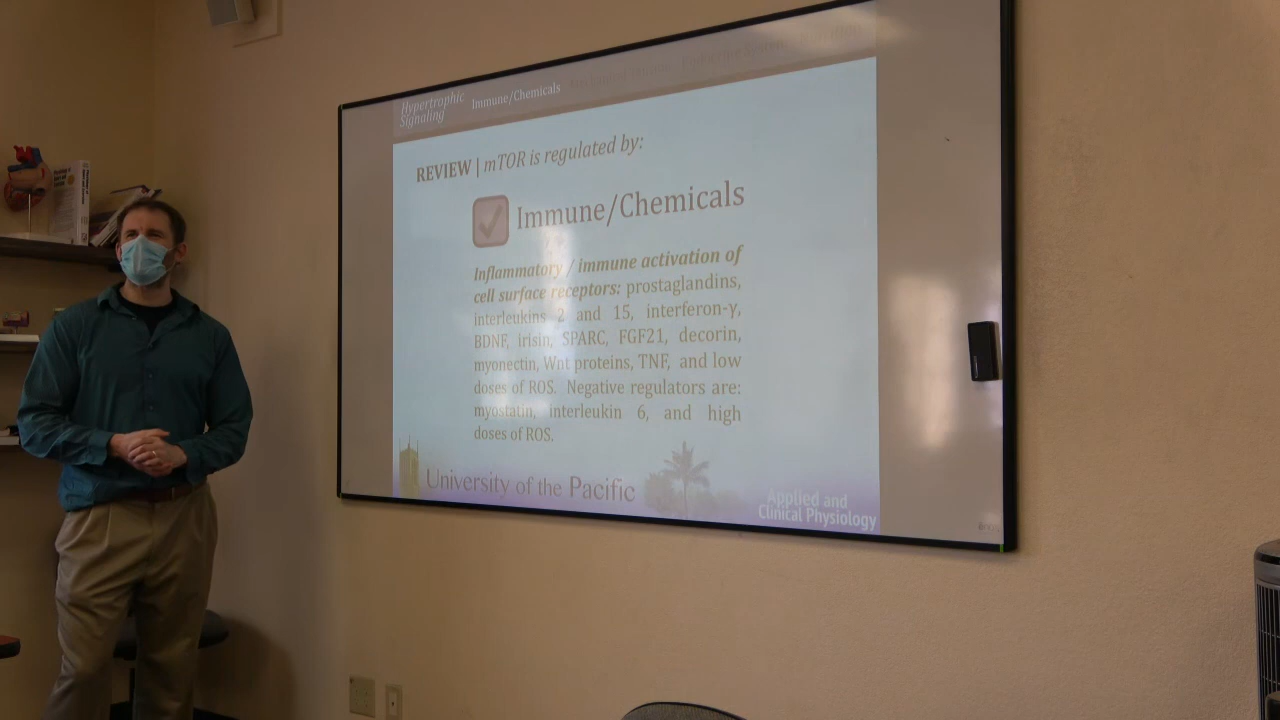 Hypertrophic
Signaling
Immune/Chemicals
REVIEW | mTOR is regulated by:
Immune/Chemicals
Inflammatory / immune activation of
cell surface receptors: prostaglandins,
interleukins 2 and 15, interferon-γ,
BDNF, irisin, SPARC, FGF21, decorin,
myonectin, Wnt proteins, TNF, and low
doses of ROS. Negative regulators are:
myostatin, interleukin 6, and high
doses of ROS.
University of the Pacific
Applied and
Clinical Physiology